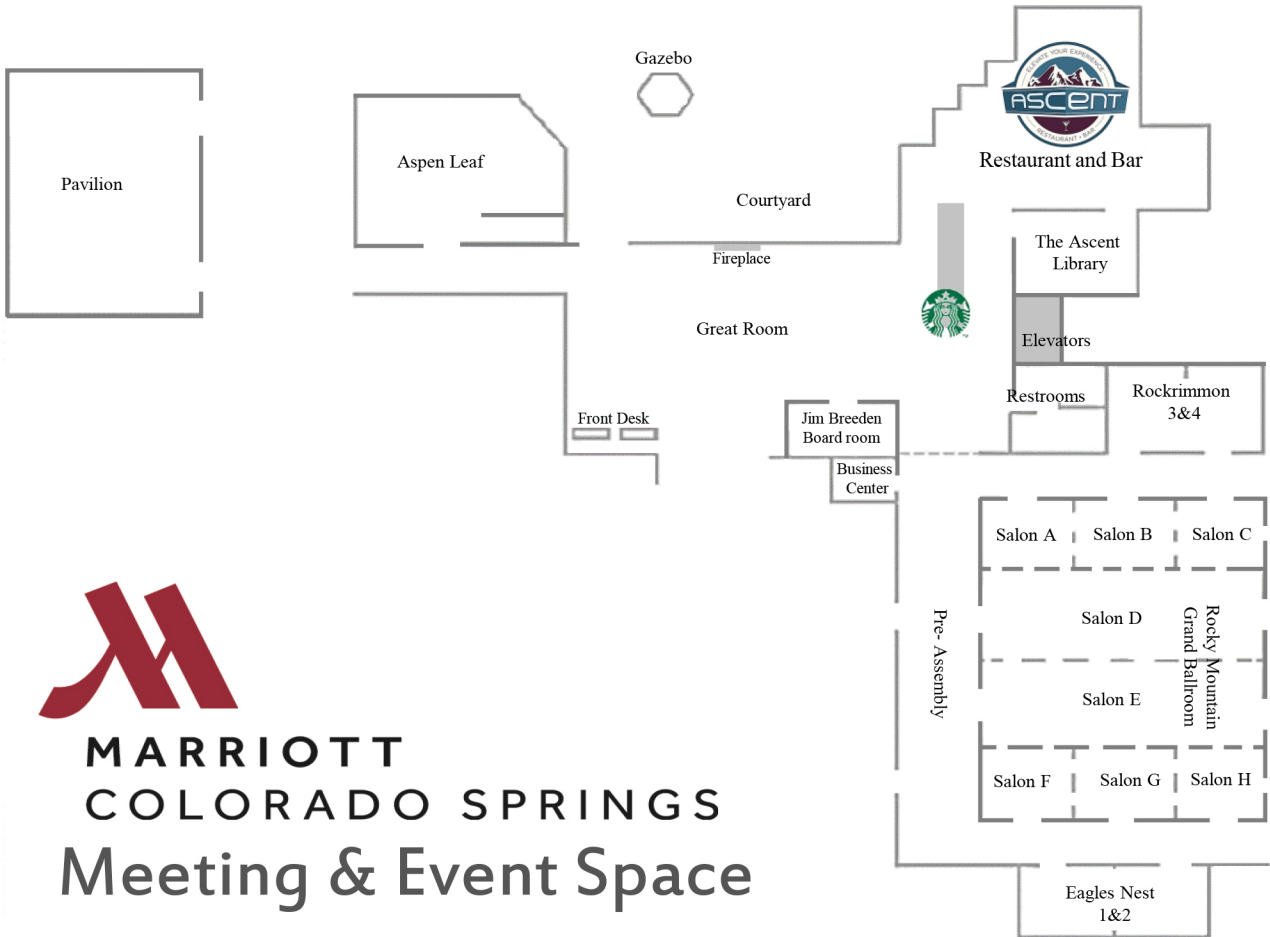 Gazebo
ELEVATE YOUR EXPERIENCE
ASCENT
RESTAURANT • BAR
Restaurant and Bar
Aspen Leaf
Pavilion
Courtyard
The Ascent
Library
Fireplace
Great Room
TM
Elevators
Restrooms
Rockrimmon
3&4
Front Desk
Jim Breeden
Board room
Business
Center
Salon A
Salon B
Salon C
Pre- Assembly
Salon D
Rocky Mountain
Grand Ballroom
Salon E
Salon F
Salon G
Salon H
Eagles Nest
1&2
MARRIOTT
COLORADO SPRINGS
Meeting & Event Space